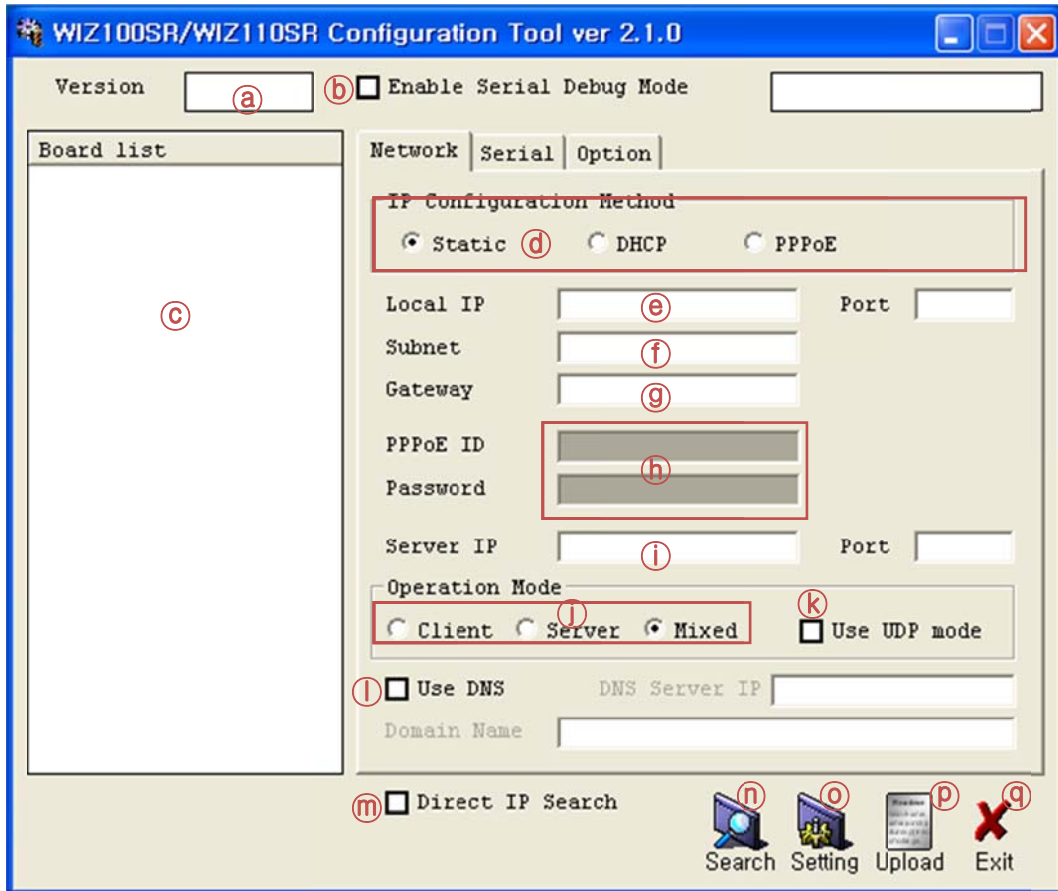 WIZ100SR/WIZ110SR Configuration Tool ver 2.1.0
Version ⓐ ⓑ Enable Serial Debug Mode
Board list
ⓒ
Network Serial Option
IP Configuration Method
Static ⓓ DHCP PPPoE
Local IP ⓔ Port
Subnet ⓕ
Gateway ⓖ
PPPoE ID
ⓗ
Password
Server IP ⓘ Port
Operation Mode
Client Server ⓙ Mixed ⓚ Use UDP mode
ⓛ Use DNS DNS Server IP
Domain Name
ⓜ Direct IP Search
ⓝ ⓞ ⓟ ⓠ
Search Setting Upload Exit